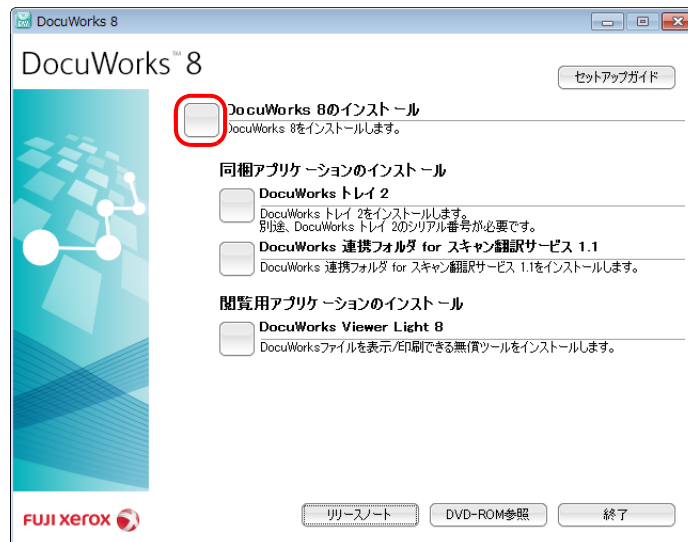 DocuWorks 8
DocuWorks™ 8
セットアップガイド
DocuWorks 8のインストール
DocuWorks 8をインストールします。
同梱アプリケーションのインストール
DocuWorks トレイ 2
DocuWorks トレイ 2をインストールします。
別途、DocuWorks トレイ 2のシリアル番号が必要です。
DocuWorks 連携フォルダ for スキャン翻訳サービス 1.1
DocuWorks 連携フォルダ for スキャン翻訳サービス 1.1をインストールします。
閲覧用アプリケーションのインストール
DocuWorks Viewer Light 8
DocuWorksファイルを表示/印刷できる無償ツールをインストールします。
FUJI xerox
リリースノート
DVD-ROM参照
終了